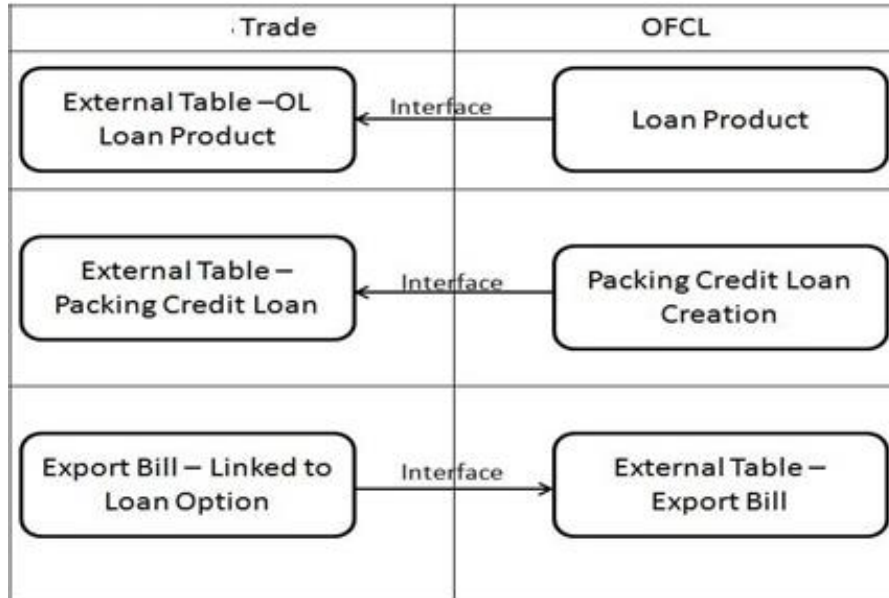 Trade
OFCL
External Table –OL
Loan Product
Interface
Loan Product
External Table –
Packing Credit Loan
Interface
Packing Credit Loan
Creation
Export Bill – Linked to
Loan Option
Interface
External Table –
Export Bill